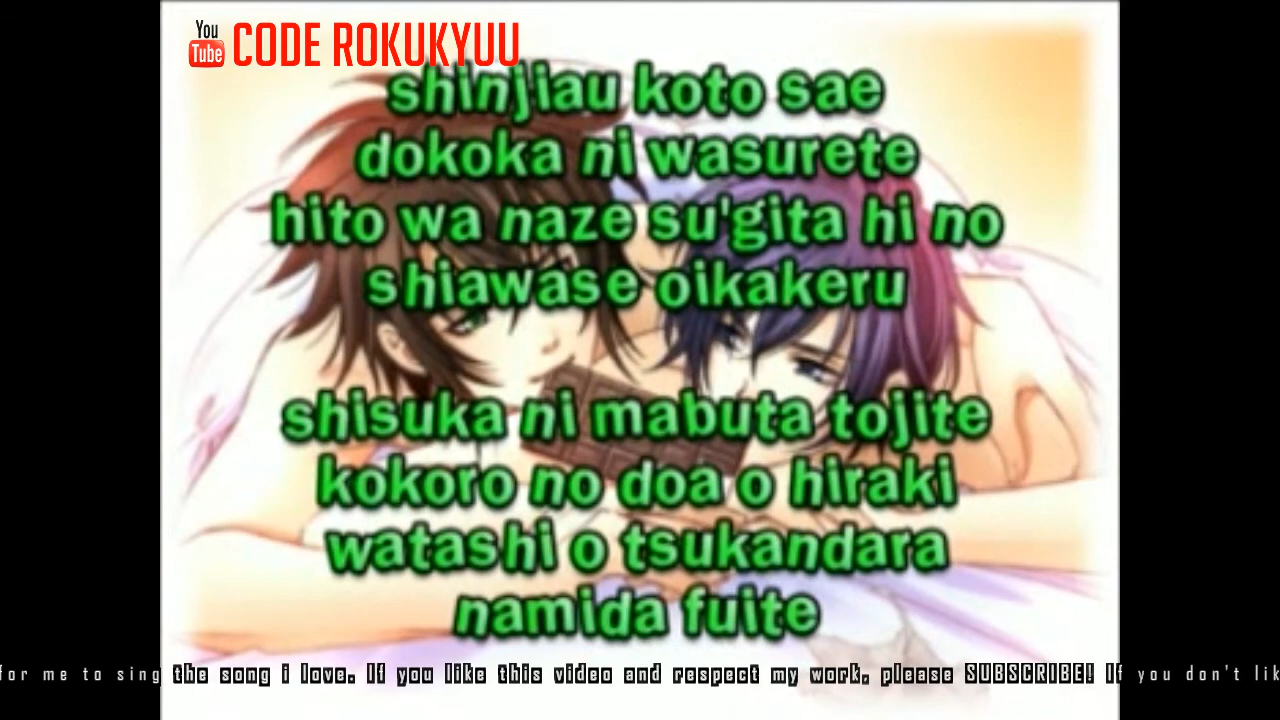 You
Tube CODE ROKUKYUU
shinjiau koto sae
dokoka ni wasurete
hito wa naze su'gita hi no
shiawase oikakeru
shisuka ni mabuta tojite
kokoro no doa o hiraki
watashi o tsukandara
namida fuite
for me to sing the song i love. If you like this video and respect my work, please SUBSCRIBE! If you don't lik